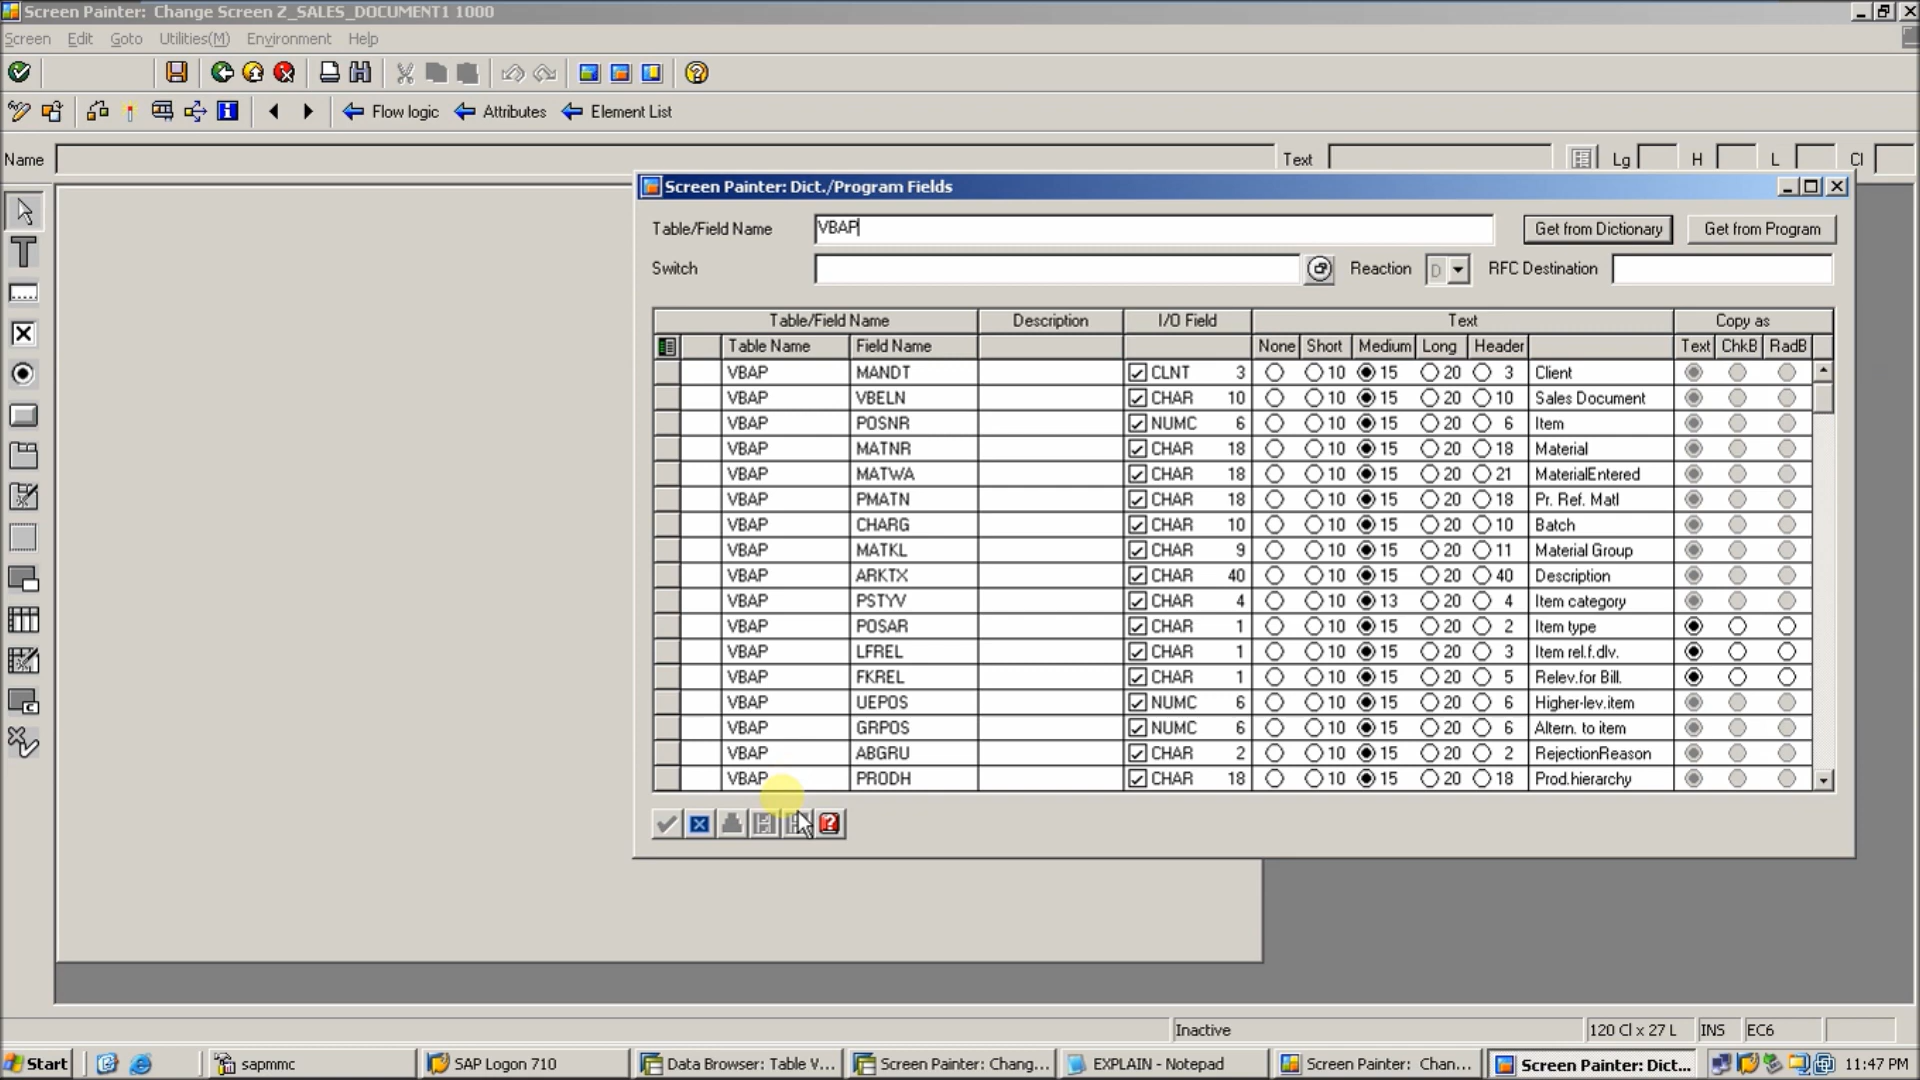 Screen Painter: Change Screen Z_SALES_DOCUMENT1 1000
Screen Edit Goto Utilities(M) Environment Help
Flow logic Attributes Element List
Name Text Lg H L Cl
Screen Painter: Dict./Program Fields
Table/Field Name VBAP Get from Dictionary Get from Program
Switch Reaction D RFC Destination
Table/Field Name Description I/O Field Text Copy as
Table Name Field Name None Short Medium Long Header Text ChkB RadB
VBAP MANDT CLNT 3 10 15 20 3 Client
VBAP VBELN CHAR 10 10 15 20 10 Sales Document
VBAP POSNR NUMC 6 10 15 20 6 Item
VBAP MATNR CHAR 18 10 15 20 18 Material
VBAP MATWA CHAR 18 10 15 20 21 MaterialEntered
VBAP PMATN CHAR 18 10 15 20 18 Pr. Ref. Matl
VBAP CHARG CHAR 10 10 15 20 10 Batch
VBAP MATKL CHAR 9 10 15 20 11 Material Group
VBAP ARKTX CHAR 40 10 15 20 40 Description
VBAP PSTYV CHAR 4 10 13 20 4 Item category
VBAP POSAR CHAR 1 10 15 20 2 Item type
VBAP LFREL CHAR 1 10 15 20 3 Item rel.f.dlv.
VBAP FKREL CHAR 1 10 15 20 5 Relev.for Bill.
VBAP UEPOS NUMC 6 10 15 20 6 Higher-lev.item
VBAP GRPOS NUMC 6 10 15 20 6 Altern. to item
VBAP ABGRU CHAR 2 10 15 20 2 RejectionReason
VBAP PRODH CHAR 18 10 15 20 18 Prod.hierarchy
Inactive 120 Cl x 27 L INS EC6
Start sapmmc SAP Logon 710 Data Browser: Table V... Screen Painter: Chang... EXPLAIN - Notepad Screen Painter: Chan... Screen Painter: Dict... 11:47 PM